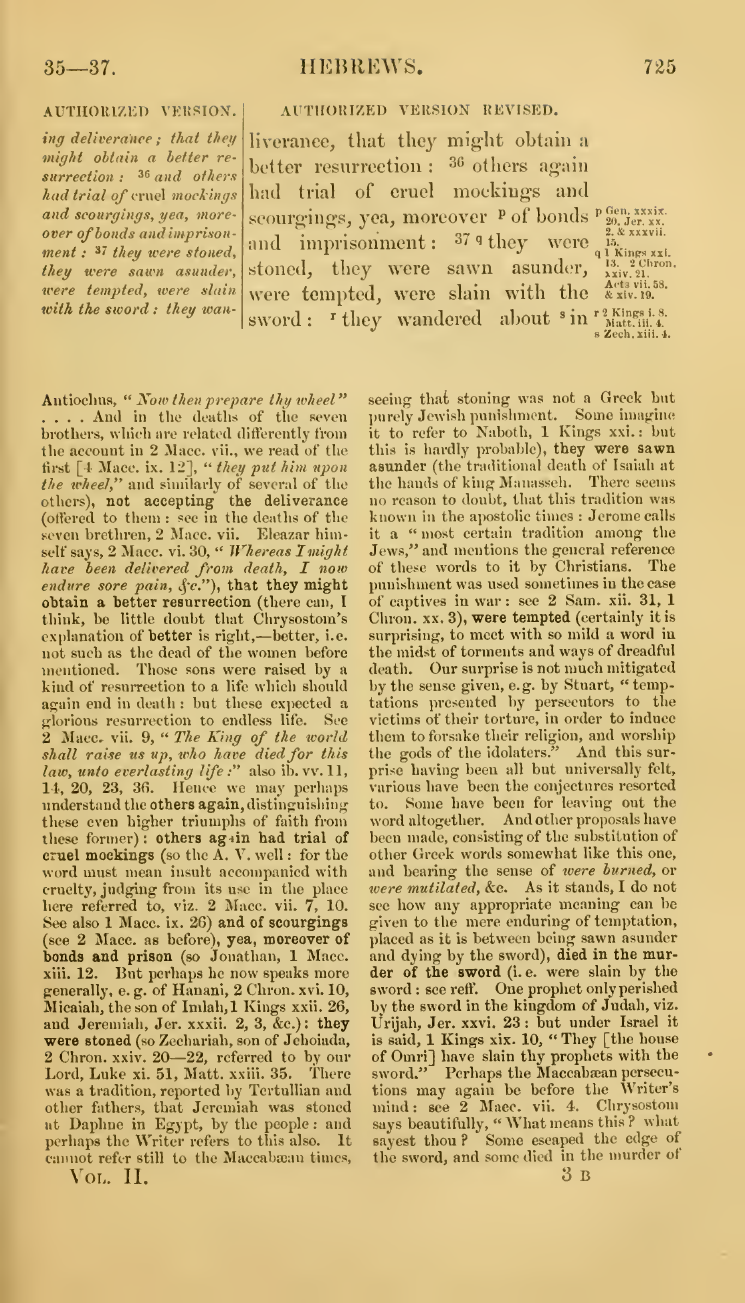 35—37.
HEBREWS.
725
AUTHORIZED VERSION.
ing deliverance; that they
might obtain a better re-
surrection: 36 and others
had trial of cruel mockings
and scourgings, yea, more-
over of bonds and imprison-
ment: 37 they were stoned,
they were sawn asunder,
were tempted, were slain
with the sword: they wan-
AUTHORIZED VERSION REVISED.
liverance, that they might obtain a
better resurrection: 36 others again
had trial of cruel mockings and
scourgings, yea, moreover p of bonds
and imprisonment: 37 q they were
stoned, they were sawn asunder,
were tempted, were slain with the
sword: r they wandered about s in
p Gen. xxxix.
20. Jer. xx.
2. & xxxvii.
15.
q 1 Kings xxi.
13. 2 Chron.
xxiv. 21.
Acts vii. 58.
& xiv. 19.
r 2 Kings i. 8.
Matt. iii. 4.
s Zech. xiii. 4.
Antiochus, “ Now then prepare thy wheel ”
. . . . And in the deaths of the seven
brothers, which are related differently from
the account in 2 Macc. vii., we read of the
first [4 Macc. ix. 12], “ they put him upon
the wheel,” and similarly of several of the
others), not accepting the deliverance
(offered to them: see in the deaths of the
seven brethren, 2 Macc. vii. Eleazar him-
self says, 2 Macc. vi. 30, “ Whereas I might
have been delivered from death, I now
endure sore pain, &c.”), that they might
obtain a better resurrection (there can, I
think, be little doubt that Chrysostom’s
explanation of better is right,—better, i.e.
not such as the dead of the women before
mentioned. Those sons were raised by a
kind of resurrection to a life which should
again end in death: but these expected a
glorious resurrection to endless life. See
2 Macc. vii. 9, “ The King of the world
shall raise us up, who have died for this
law, unto everlasting life :” also ib. vv. 11,
14, 20, 23, 36. Hence we may perhaps
understand the others again, distinguishing
these even higher triumphs of faith from
these former): others again had trial of
cruel mockings (so the A. V. well: for the
word must mean insult accompanied with
cruelty, judging from its use in the place
here referred to, viz. 2 Macc. vii. 7, 10.
See also 1 Macc. ix. 26) and of scourgings
(see 2 Macc. as before), yea, moreover of
bonds and prison (so Jonathan, 1 Macc.
xiii. 12. But perhaps he now speaks more
generally, e. g. of Hanani, 2 Chron. xvi. 10,
Micaiah, the son of Imlah, 1 Kings xxii. 26,
and Jeremiah, Jer. xxxii. 2, 3, &c.): they
were stoned (so Zechariah, son of Jehoiada,
2 Chron. xxiv. 20—22, referred to by our
Lord, Luke xi. 51, Matt. xxiii. 35. There
was a tradition, reported by Tertullian and
other fathers, that Jeremiah was stoned
at Daphne in Egypt, by the people: and
perhaps the Writer refers to this also. It
cannot refer still to the Maccabæan times,
seeing that stoning was not a Greek but
purely Jewish punishment. Some imagine
it to refer to Naboth, 1 Kings xxi.: but
this is hardly probable), they were sawn
asunder (the traditional death of Isaiah at
the hands of king Manasseh. There seems
no reason to doubt, that this tradition was
known in the apostolic times: Jerome calls
it a “ most certain tradition among the
Jews,” and mentions the general reference
of these words to it by Christians. The
punishment was used sometimes in the case
of captives in war: see 2 Sam. xii. 31, 1
Chron. xx. 3), were tempted (certainly it is
surprising, to meet with so mild a word in
the midst of torments and ways of dreadful
death. Our surprise is not much mitigated
by the sense given, e. g. by Stuart, “ temp-
tations presented by persecutors to the
victims of their torture, in order to induce
them to forsake their religion, and worship
the gods of the idolaters.” And this sur-
prise having been all but universally felt,
various have been the conjectures resorted
to. Some have been for leaving out the
word altogether. And other proposals have
been made, consisting of the substitution of
other Greek words somewhat like this one,
and bearing the sense of were burned, or
were mutilated, &c. As it stands, I do not
see how any appropriate meaning can be
given to the mere enduring of temptation,
placed as it is between being sawn asunder
and dying by the sword), died in the mur-
der of the sword (i. e. were slain by the
sword: see reff. One prophet only perished
by the sword in the kingdom of Judah, viz.
Urijah, Jer. xxvi. 23: but under Israel it
is said, 1 Kings xix. 10, “ They [the house
of Omri] have slain thy prophets with the
sword.” Perhaps the Maccabæan persecu-
tions may again be before the Writer’s
mind: see 2 Macc. vii. 4. Chrysostom
says beautifully, “ What means this? what
sayest thou? Some escaped the edge of
the sword, and some died in the murder of
VOL. II.
3 B